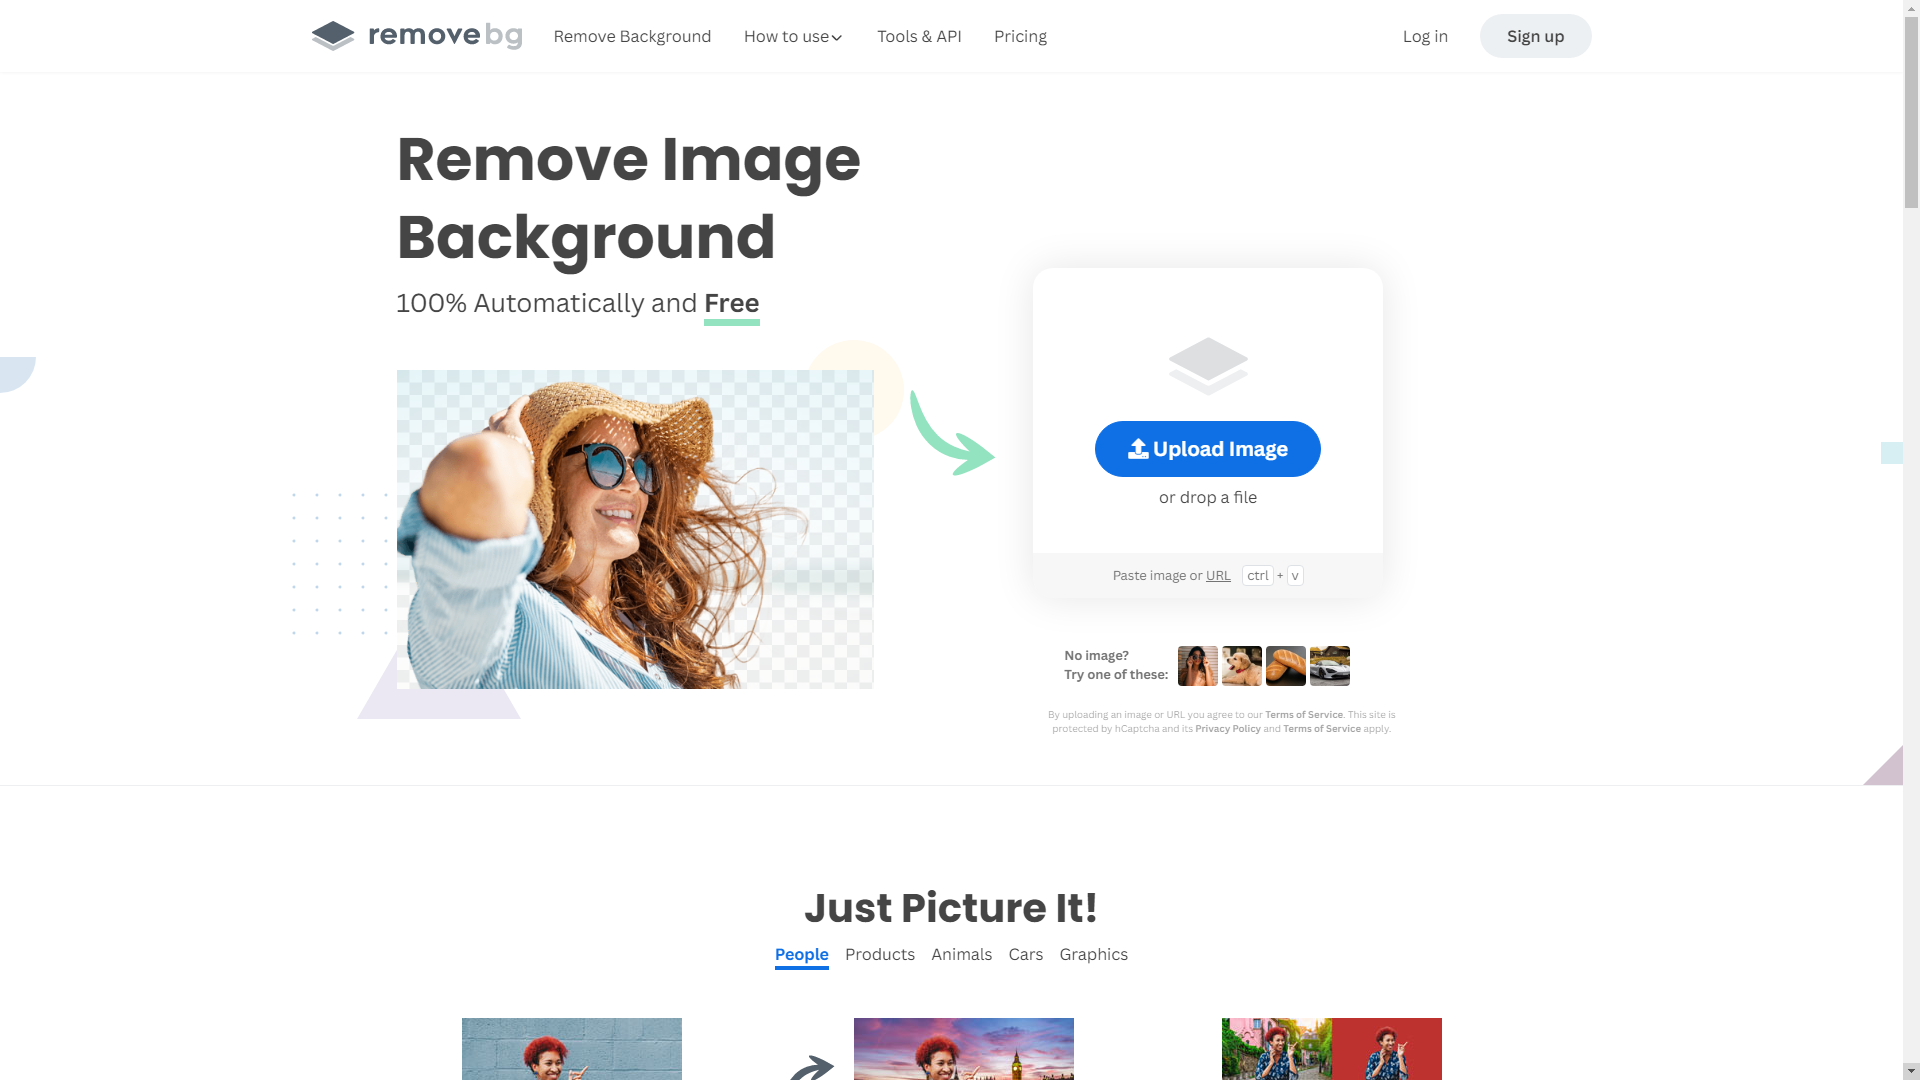 removebg
Remove Background
How to use
Tools & API
Pricing
Log in
Sign up
Remove Image
Background
100% Automatically and Free
Upload Image
or drop a file
Paste image or URL ctrl + v
No image?
Try one of these:
By uploading an image or URL you agree to our Terms of Service. This site is
protected by hCaptcha and its Privacy Policy and Terms of Service apply.
Just Picture It!
People Products Animals Cars Graphics